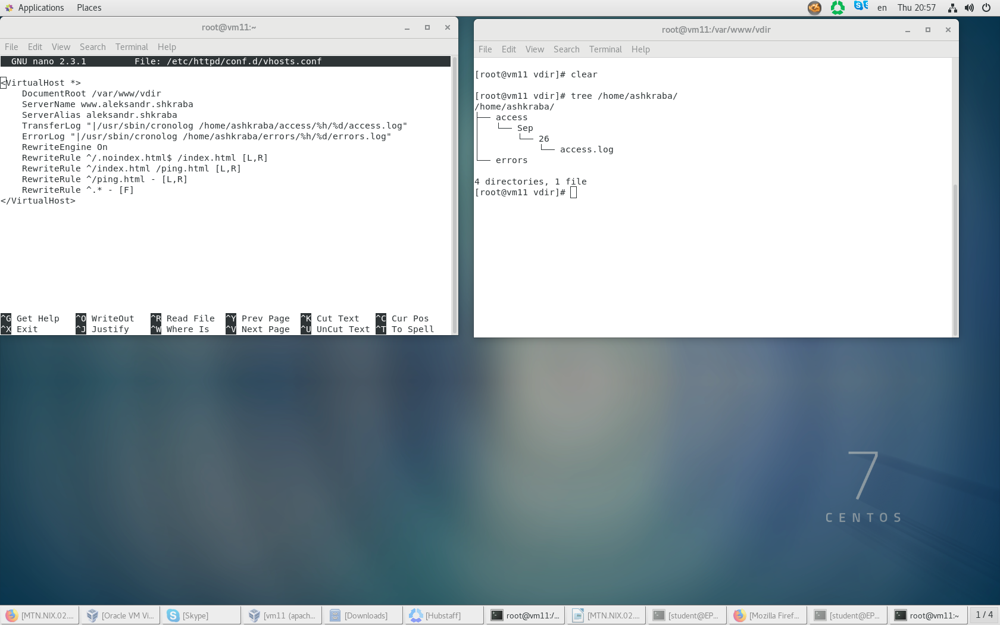 Applications Places
en Thu 20:57
root@vm11:~
File Edit View Search Terminal Help
GNU nano 2.3.1 File: /etc/httpd/conf.d/vhosts.conf
<VirtualHost *>
DocumentRoot /var/www/vdir
ServerName www.aleksandr.shkraba
ServerAlias aleksandr.shkraba
TransferLog "|/usr/sbin/cronolog /home/ashkraba/access/%h/%d/access.log"
ErrorLog "|/usr/sbin/cronolog /home/ashkraba/errors/%h/%d/errors.log"
RewriteEngine On
RewriteRule ^/.noindex.html$ /index.html [L,R]
RewriteRule ^/index.html /ping.html [L,R]
RewriteRule ^/ping.html - [L,R]
RewriteRule ^.* - [F]
</VirtualHost>
^G Get Help ^O WriteOut ^R Read File ^Y Prev Page ^K Cut Text ^C Cur Pos
^X Exit ^J Justify ^W Where Is ^V Next Page ^U UnCut Text ^T To Spell
root@vm11:/var/www/vdir
File Edit View Search Terminal Help
[root@vm11 vdir]# clear
[root@vm11 vdir]# tree /home/ashkraba/
/home/ashkraba/
├── access
│   └── Sep
│       └── 26
│           └── access.log
└── errors
4 directories, 1 file
[root@vm11 vdir]#
7
CENTOS
[MTN.NIX.02.... [Oracle VM Vi... [Skype] [vm11 (apach... [Downloads] [Hubstaff] root@vm11:/... [MTN.NIX.02.... [student@EP... [Mozilla Firef... [student@EP... root@vm11:~ 1 / 4